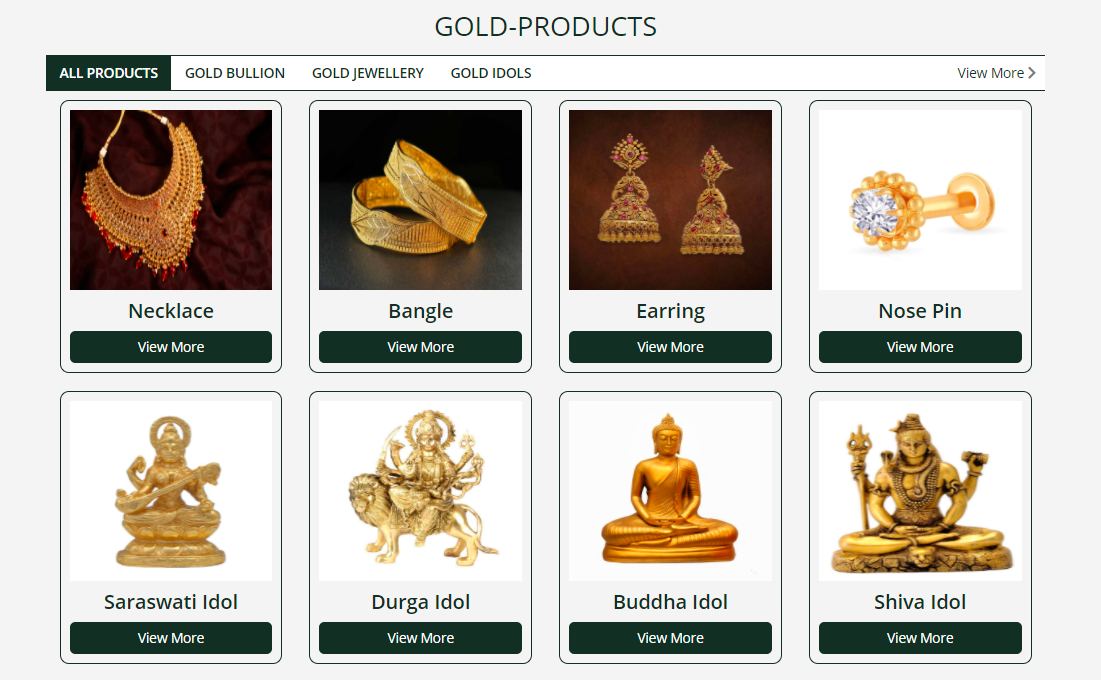 GOLD-PRODUCTS
ALL PRODUCTS GOLD BULLION GOLD JEWELLERY GOLD IDOLS View More
Necklace Bangle Earring Nose Pin
View More View More View More View More
Saraswati Idol Durga Idol Buddha Idol Shiva Idol
View More View More View More View More